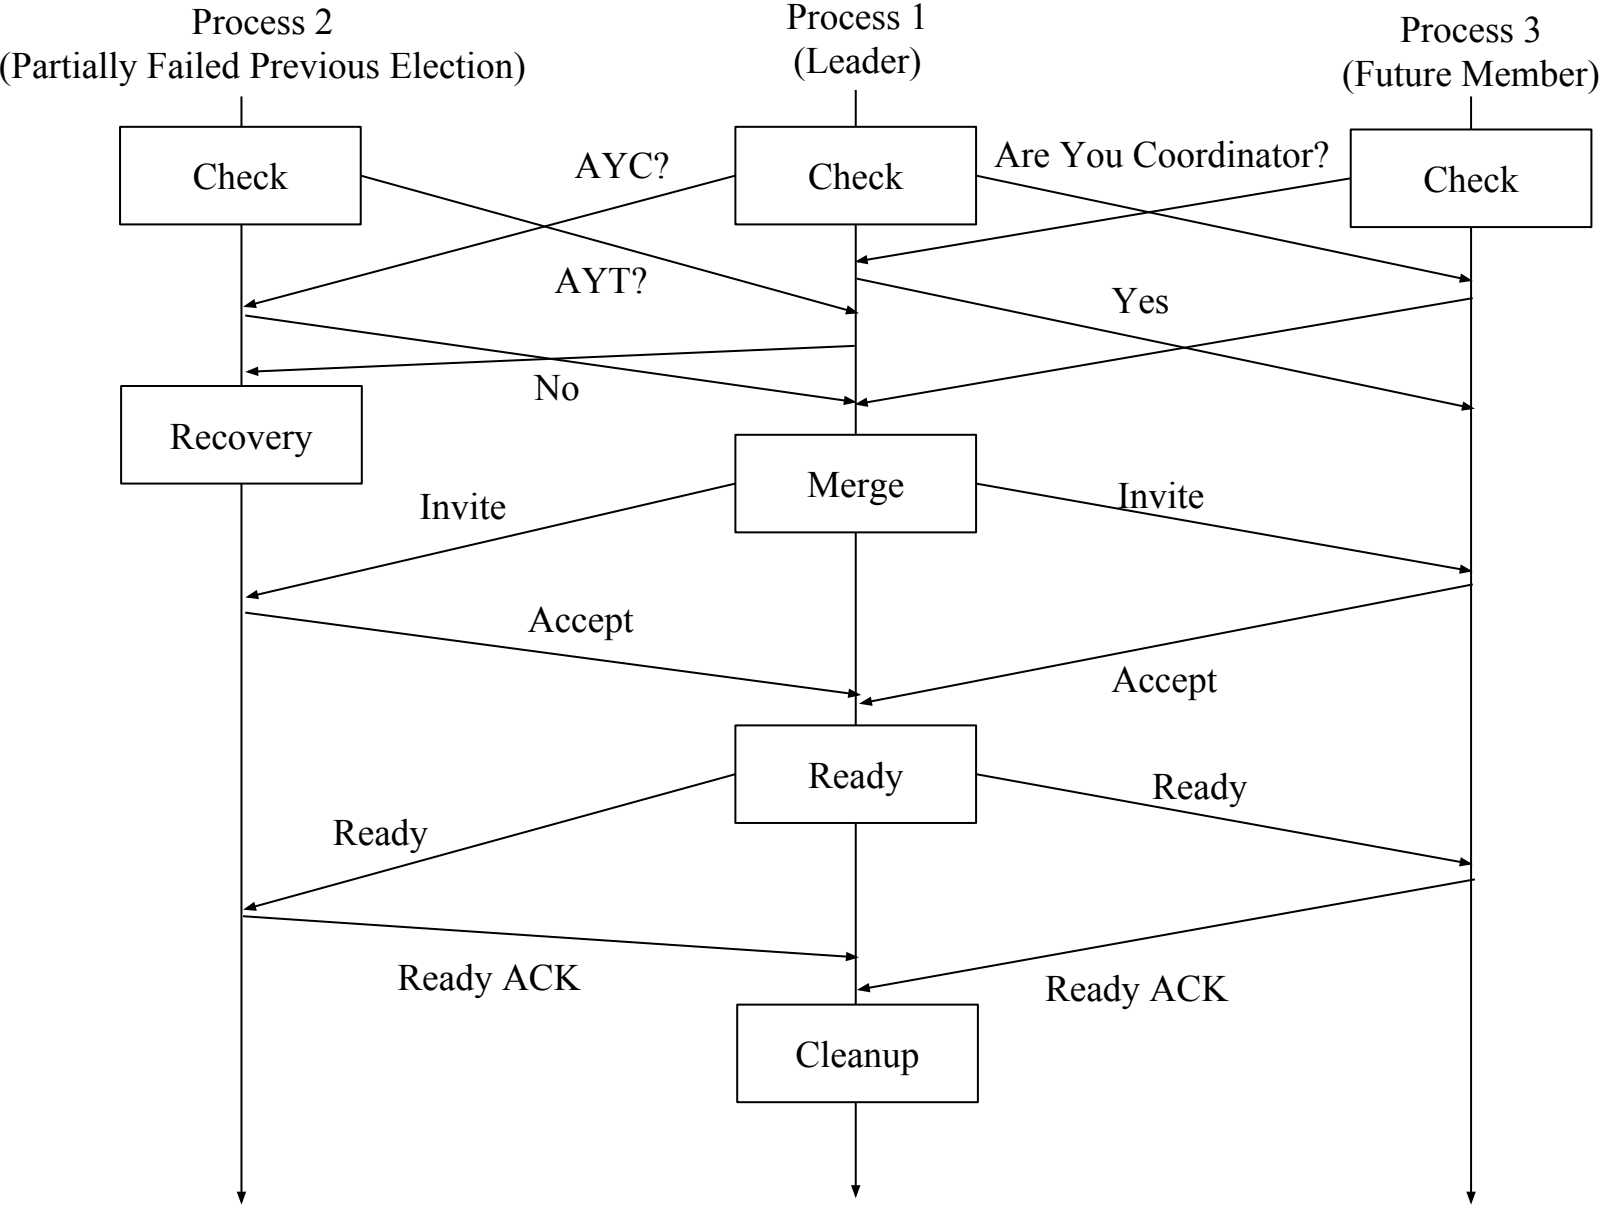 Process 2
(Partially Failed Previous Election)
Process 1
(Leader)
Process 3
(Future Member)
Check
AYC?
Check
Are You Coordinator?
Check
AYT?
Yes
No
Recovery
Merge
Invite
Invite
Accept
Accept
Ready
Ready
Ready
Ready ACK
Ready ACK
Cleanup